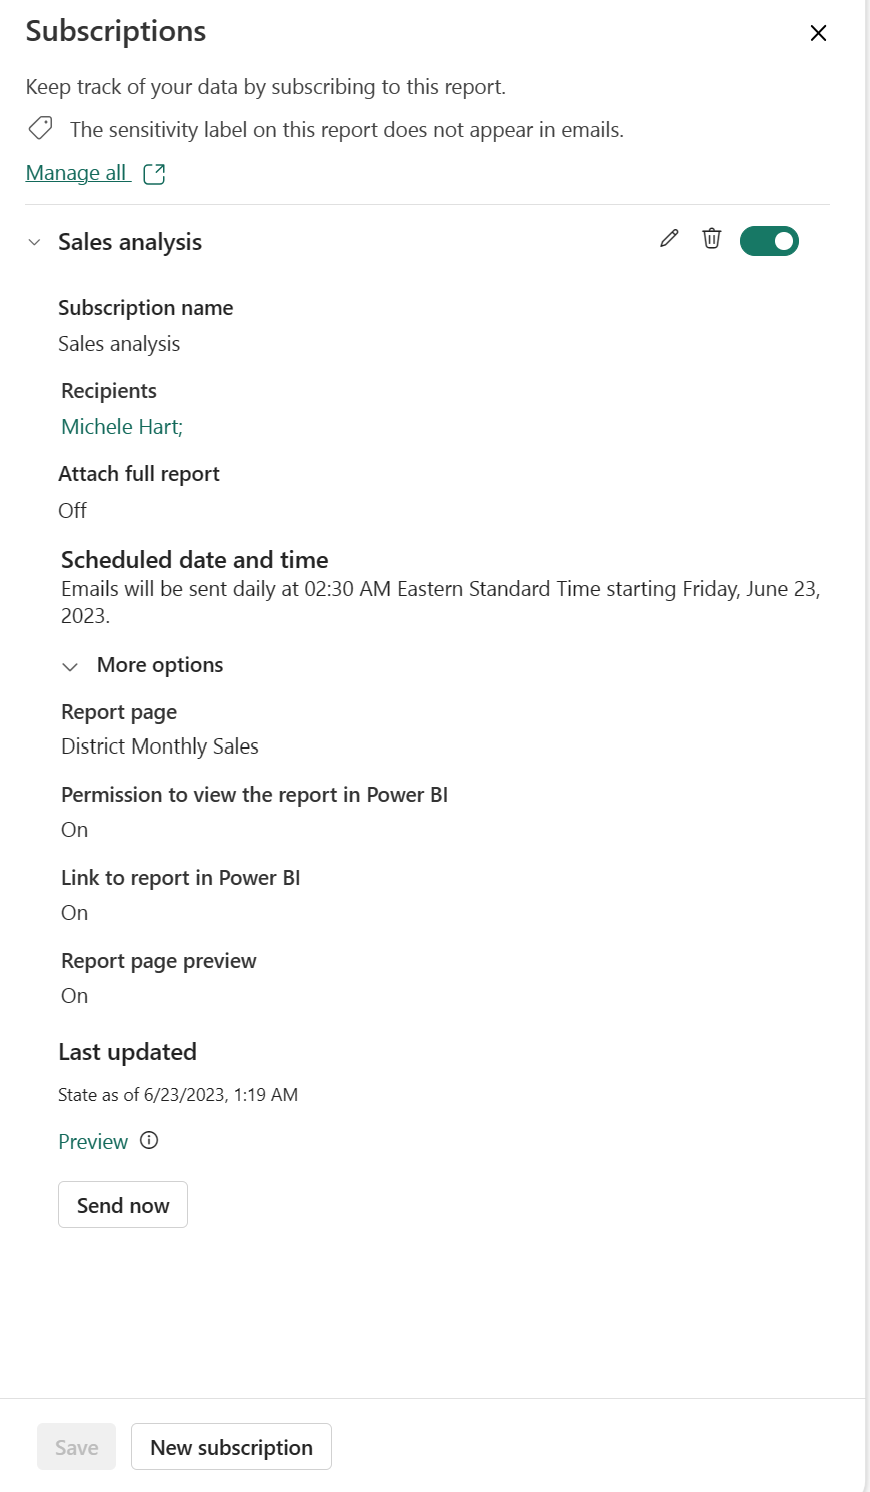 Subscriptions
Keep track of your data by subscribing to this report.
The sensitivity label on this report does not appear in emails.
Manage all
Sales analysis
Subscription name
Sales analysis
Recipients
Michele Hart;
Attach full report
Off
Scheduled date and time
Emails will be sent daily at 02:30 AM Eastern Standard Time starting Friday, June 23,
2023.
More options
Report page
District Monthly Sales
Permission to view the report in Power BI
On
Link to report in Power BI
On
Report page preview
On
Last updated
State as of 6/23/2023, 1:19 AM
Preview
Send now
Save
New subscription